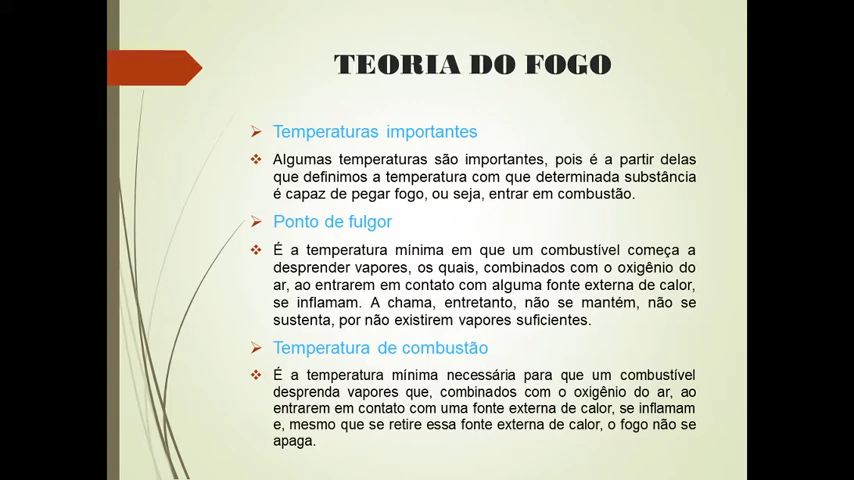 TEORIA DO FOGO
Temperaturas importantes
Algumas temperaturas são importantes, pois é a partir delas
que definimos a temperatura com que determinada substância
é capaz de pegar fogo, ou seja, entrar em combustão.
Ponto de fulgor
É a temperatura mínima em que um combustível começa a
desprender vapores, os quais, combinados com o oxigênio do
ar, ao entrarem em contato com alguma fonte externa de calor,
se inflamam. A chama, entretanto, não se mantém, não se
sustenta, por não existirem vapores suficientes.
Temperatura de combustão
É a temperatura mínima necessária para que um combustível
desprenda vapores que, combinados com o oxigênio do ar, ao
entrarem em contato com uma fonte externa de calor, se inflamam
e, mesmo que se retire essa fonte externa de calor, o fogo não se
apaga.